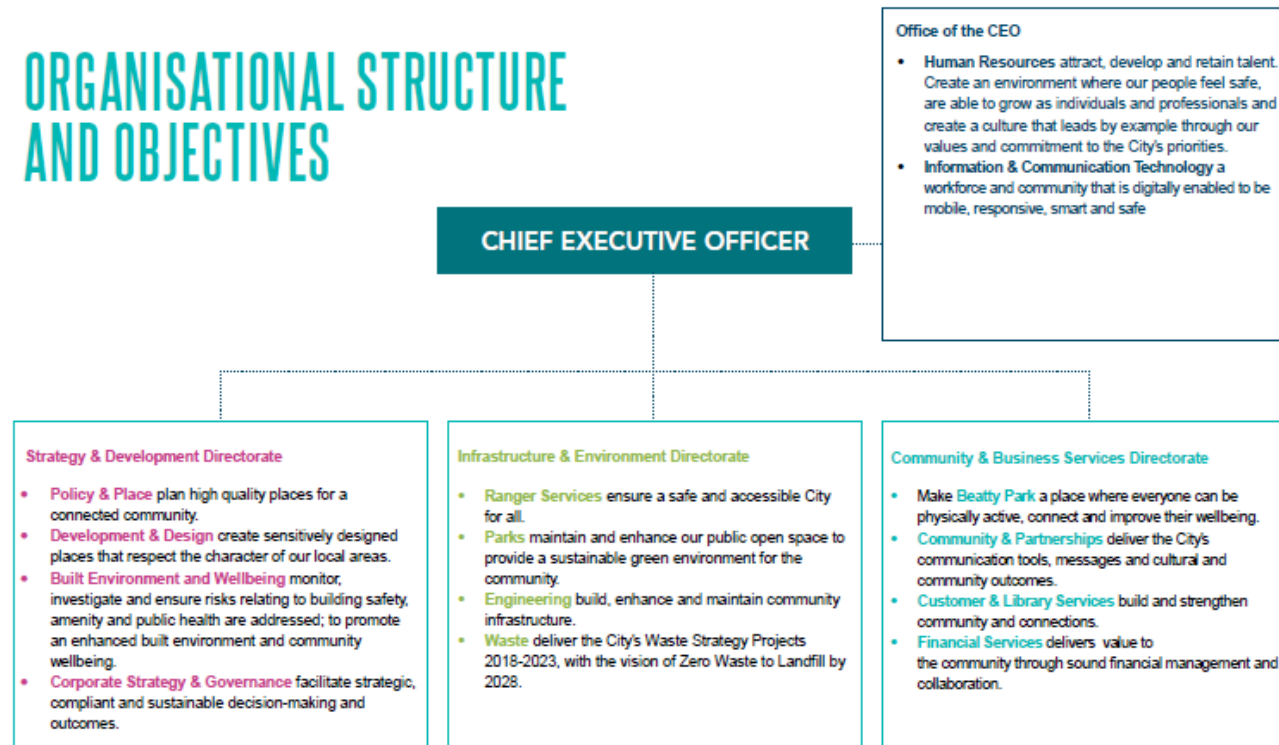 ORGANISATIONAL STRUCTURE
AND OBJECTIVES
Office of the CEO
• Human Resources attract, develop and retain talent.
Create an environment where our people feel safe,
are able to grow as individuals and professionals and
create a culture that leads by example through our
values and commitment to the City's priorities.
• Information & Communication Technology a
workforce and community that is digitally enabled to be
mobile, responsive, smart and safe
CHIEF EXECUTIVE OFFICER
Strategy & Development Directorate
• Policy & Place plan high quality places for a
connected community.
• Development & Design create sensitively designed
places that respect the character of our local areas.
• Built Environment and Wellbeing monitor,
investigate and ensure risks relating to building safety,
amenity and public health are addressed; to promote
an enhanced built environment and community
wellbeing.
• Corporate Strategy & Governance facilitate strategic,
compliant and sustainable decision-making and
outcomes.
Infrastructure & Environment Directorate
• Ranger Services ensure a safe and accessible City
for all.
• Parks maintain and enhance our public open space to
provide a sustainable green environment for the
community.
• Engineering build, enhance and maintain community
infrastructure.
• Waste deliver the City's Waste Strategy Projects
2018-2023, with the vision of Zero Waste to Landfill by
2028.
Community & Business Services Directorate
• Make Beatty Park a place where everyone can be
physically active, connect and improve their wellbeing.
• Community & Partnerships deliver the City's
communication tools, messages and cultural and
community outcomes.
• Customer & Library Services build and strengthen
community and connections.
• Financial Services delivers value to
the community through sound financial management and
collaboration.